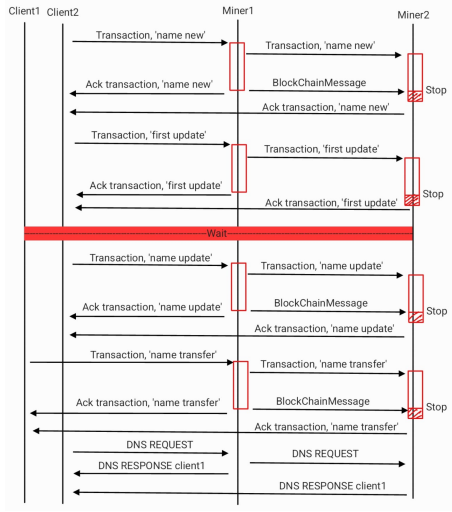 Client1 Client2 Miner1 Miner2
Transaction, 'name new'
Transaction, 'name new'
Ack transaction, 'name new'
BlockChainMessage
Stop
Ack transaction, 'name new'
Transaction, 'first update'
Transaction, 'first update'
Ack transaction, 'first update'
Stop
Ack transaction, 'first update'
Wait
Transaction, 'name update'
Transaction, 'name update'
Ack transaction, 'name update'
BlockChainMessage
Stop
Ack transaction, 'name update'
Transaction, 'name transfer'
Transaction, 'name transfer'
Ack transaction, 'name transfer'
BlockChainMessage
Stop
Ack transaction, 'name transfer'
DNS REQUEST
DNS REQUEST
DNS RESPONSE client1
DNS RESPONSE client1